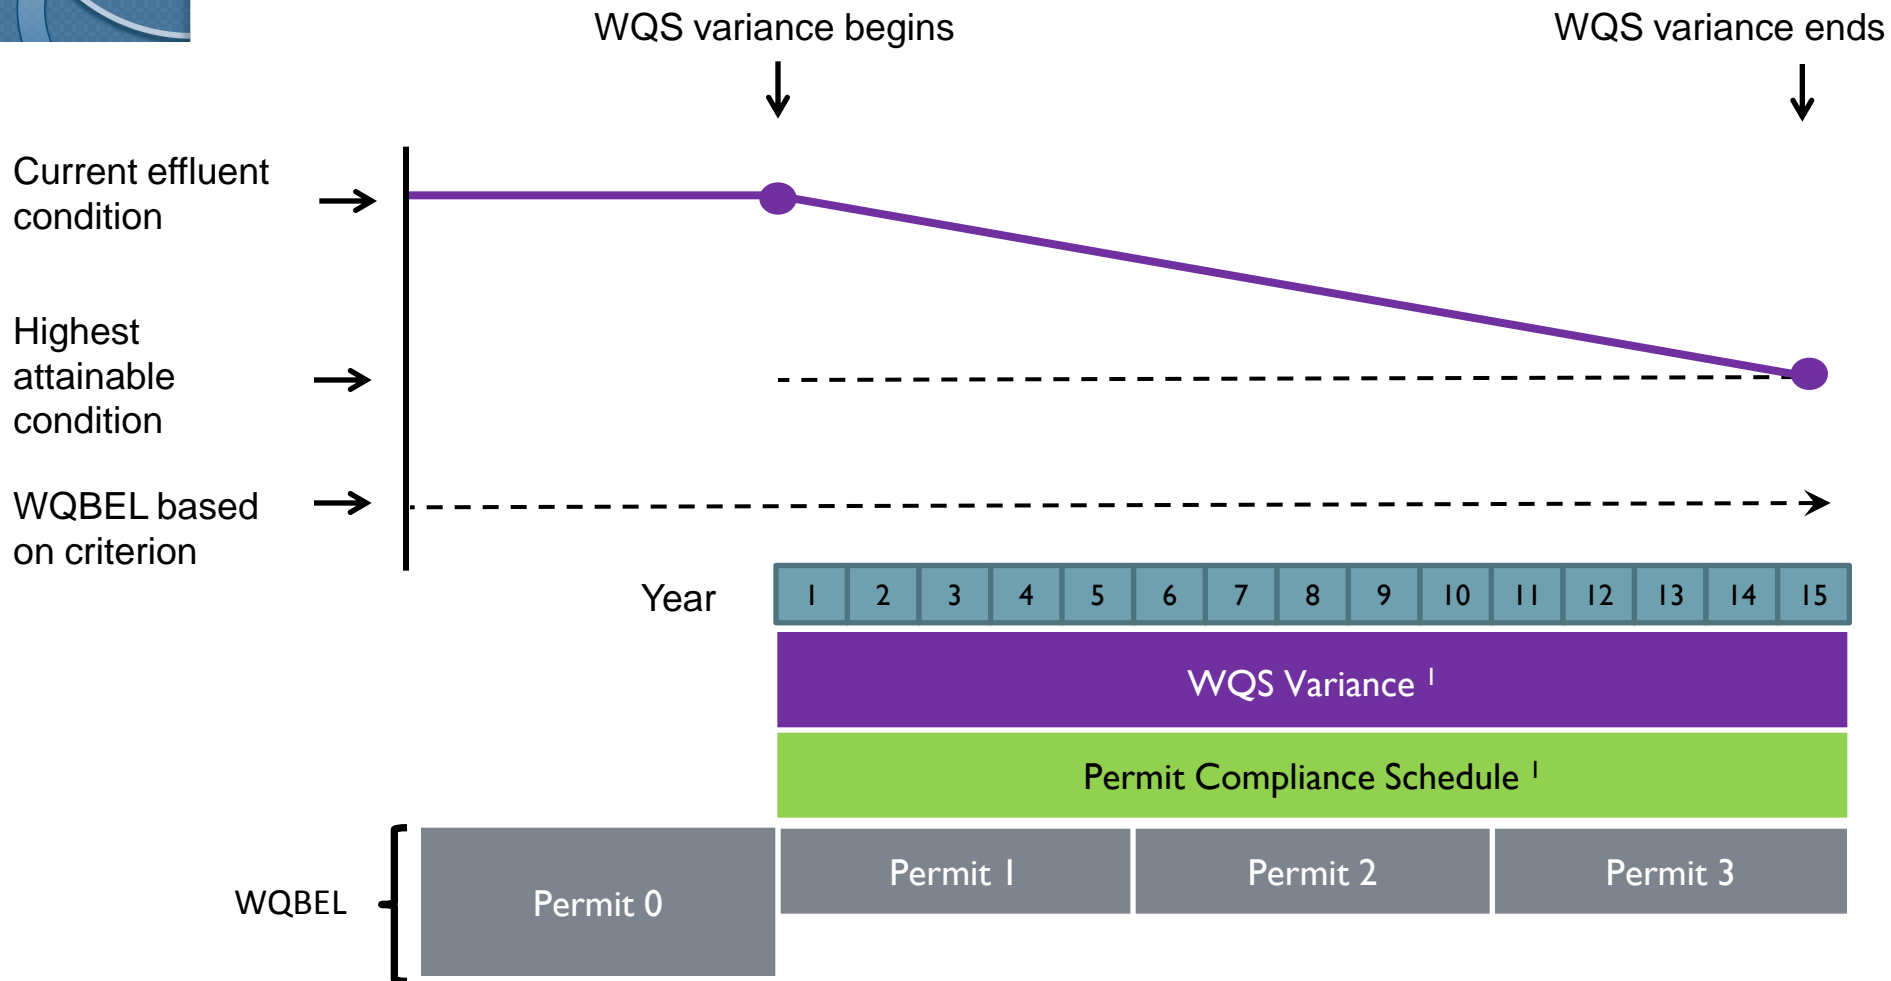 WQS variance begins
WQS variance ends
Current effluent
condition
Highest
attainable
condition
WQBEL based
on criterion
Year
1 2 3 4 5 6 7 8 9 10 11 12 13 14 15
WQS Variance 1
Permit Compliance Schedule 1
WQBEL
Permit 0
Permit 1
Permit 2
Permit 3